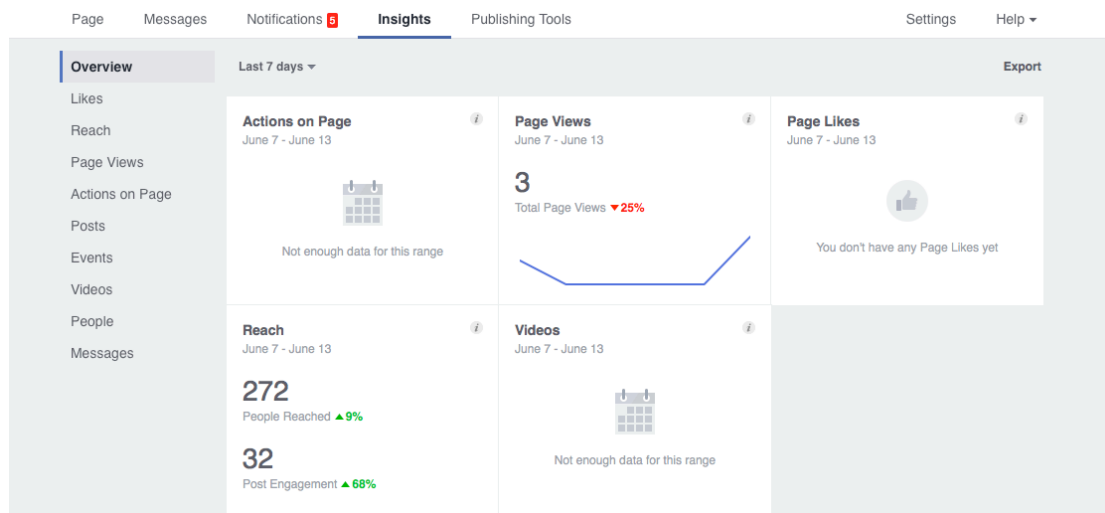 Page Messages Notifications 5 Insights Publishing Tools Settings Help
Overview
Likes
Reach
Page Views
Actions on Page
Posts
Events
Videos
People
Messages
Last 7 days Export
Actions on Page i
June 7 - June 13
Not enough data for this range
Page Views i
June 7 - June 13
3
Total Page Views 25%
Page Likes i
June 7 - June 13
You don't have any Page Likes yet
Reach i
June 7 - June 13
272
People Reached 9%
32
Post Engagement 68%
Videos i
June 7 - June 13
Not enough data for this range